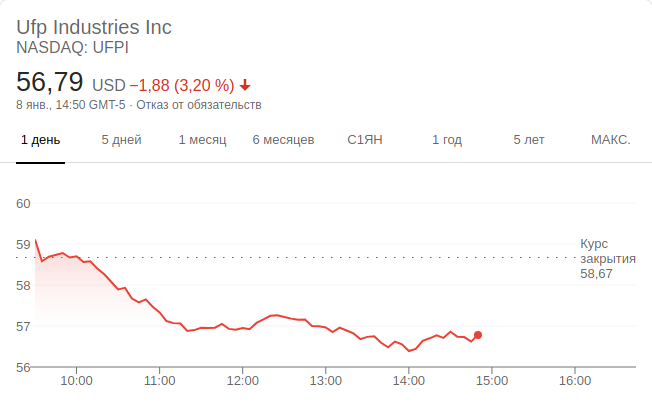 Ufp Industries Inc
NASDAQ: UFPI
56,79 USD −1,88 (3,20 %)
8 янв., 14:50 GMT-5 · Отказ от обязательств
1 день 5 дней 1 месяц 6 месяцев С1ЯН 1 год 5 лет МАКС.
60
59
58
57
56
Курс
закрытия
58,67
10:00 11:00 12:00 13:00 14:00 15:00 16:00